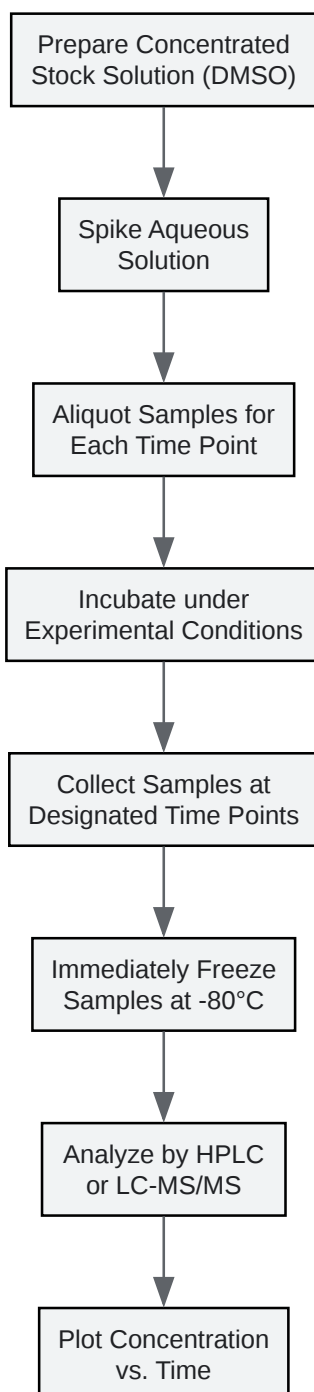 Prepare Concentrated
Stock Solution (DMSO)
Spike Aqueous
Solution
Aliquot Samples for
Each Time Point
Incubate under
Experimental Conditions
Collect Samples at
Designated Time Points
Immediately Freeze
Samples at -80°C
Analyze by HPLC
or LC-MS/MS
Plot Concentration
vs. Time